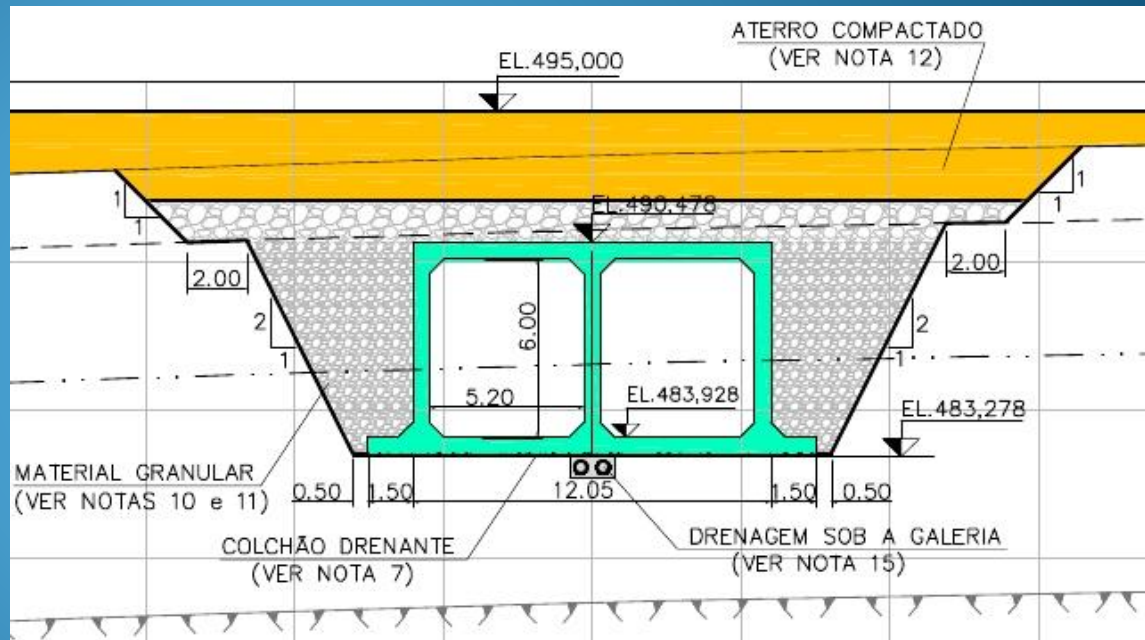 ATERRO COMPACTADO
(VER NOTA 12)
EL.495,000
1
1
1
1
EL.490,478
2.00
2.00
2
1
2
1
6.00
5.20
EL.483,928
EL.483,278
MATERIAL GRANULAR
(VER NOTAS 10 e 11)
0.50
1.50
12.05
1.50
0.50
COLCHÃO DRENANTE
(VER NOTA 7)
DRENAGEM SOB A GALERIA
(VER NOTA 15)